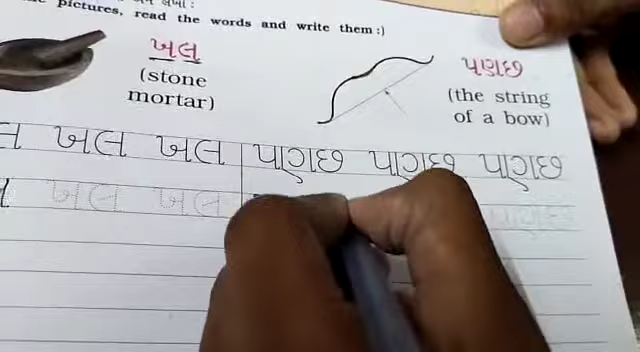 pictures, read the words and write them:)
ખલ
(stone
mortar)
પણછ
(the string
of a bow)
ખલ ખલ પણછ પણછ પણછ
ખલ ખલ